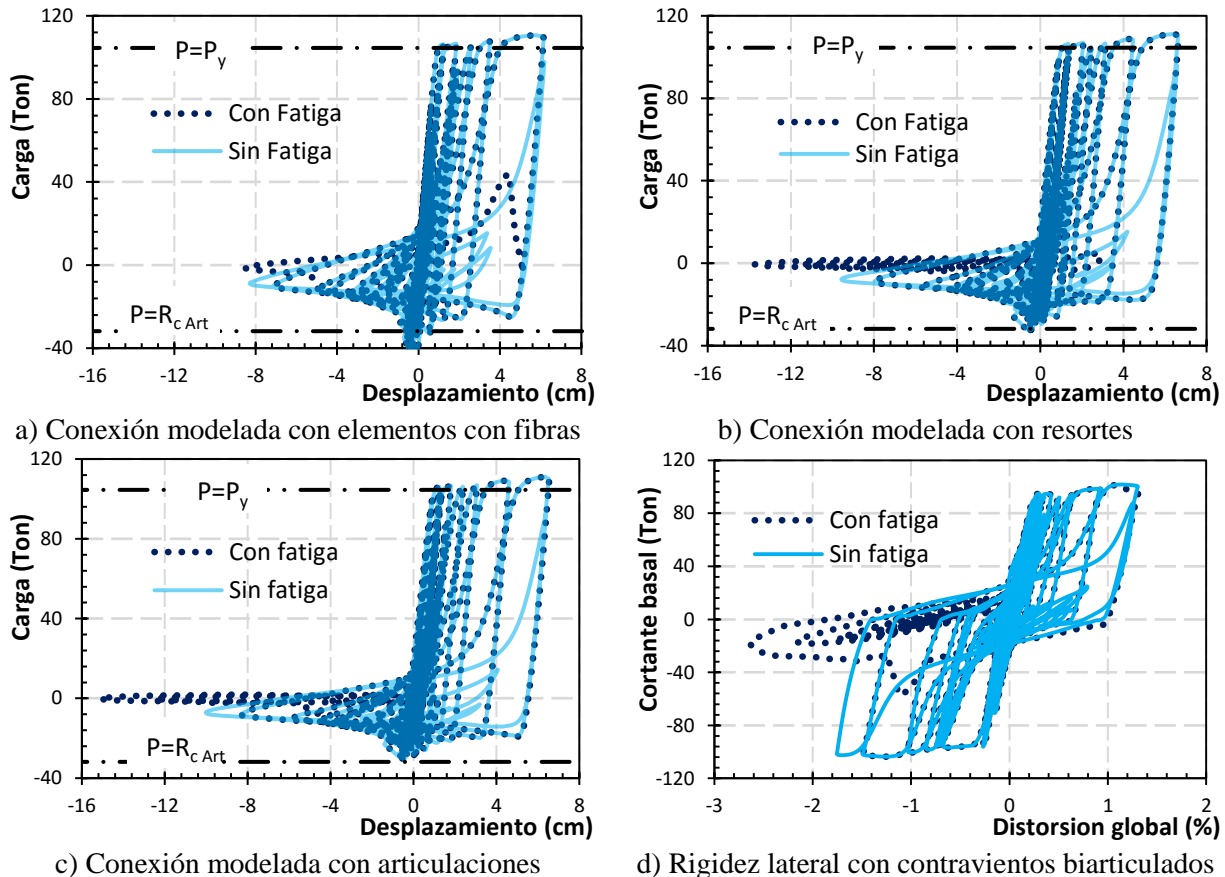 120
80
40
0
-40
Carga (Ton)
P=Py
Con Fatiga
Sin Fatiga
P=Rc Art
-16 -12 -8 -4 0 4 8
Desplazamiento (cm)
a) Conexión modelada con elementos con fibras
120
80
40
0
-40
Carga (Ton)
P=Py
Con Fatiga
Sin Fatiga
P=Rc Art
-16 -12 -8 -4 0 4 8
Desplazamiento (cm)
b) Conexión modelada con resortes
120
80
40
0
-40
Carga (Ton)
P=Py
Con fatiga
Sin fatiga
P=Rc Art
-16 -12 -8 -4 0 4 8
Desplazamiento (cm)
c) Conexión modelada con articulaciones
120
80
40
0
-40
-80
-120
Cortante basal (Ton)
Con fatiga
Sin fatiga
-3 -2 -1 0 1 2
Distorsion global (%)
d) Rigidez lateral con contravientos biarticulados